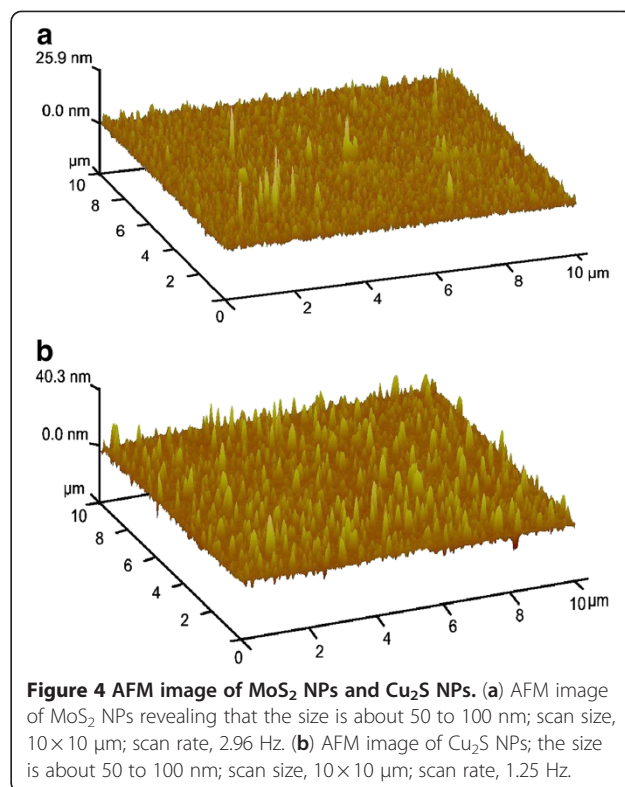 a
25.9 nm
0.0 nm
µm
10
8
6
4
2
0
2
4
6
8
10 µm
b
40.3 nm
0.0 nm
µm
10
8
6
4
2
0
2
4
6
8
10 µm
Figure 4 AFM image of MoS₂ NPs and Cu₂S NPs. (a) AFM image
of MoS₂ NPs revealing that the size is about 50 to 100 nm; scan size,
10 × 10 µm; scan rate, 2.96 Hz. (b) AFM image of Cu₂S NPs; the size
is about 50 to 100 nm; scan size, 10 × 10 µm; scan rate, 1.25 Hz.